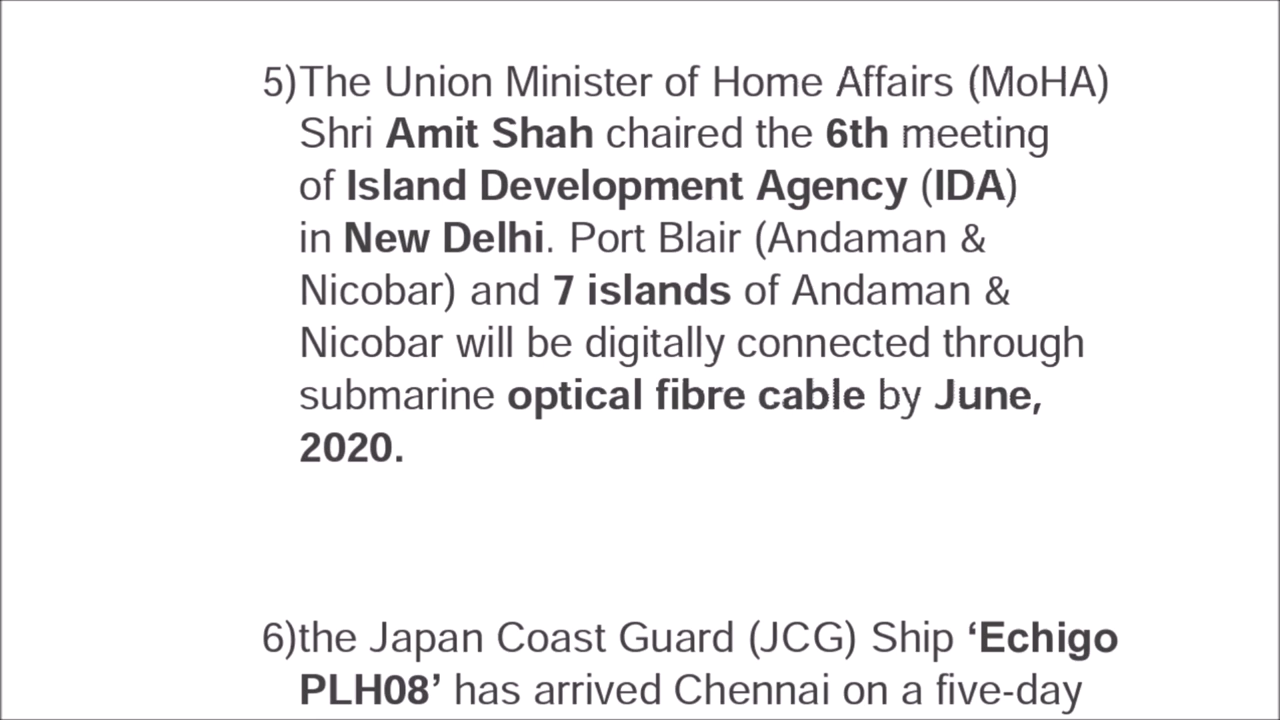 5)The Union Minister of Home Affairs (MoHA)
Shri Amit Shah chaired the 6th meeting
of Island Development Agency (IDA)
in New Delhi. Port Blair (Andaman &
Nicobar) and 7 islands of Andaman &
Nicobar will be digitally connected through
submarine optical fibre cable by June,
2020.
6)the Japan Coast Guard (JCG) Ship ‘Echigo
PLH08’ has arrived Chennai on a five-day